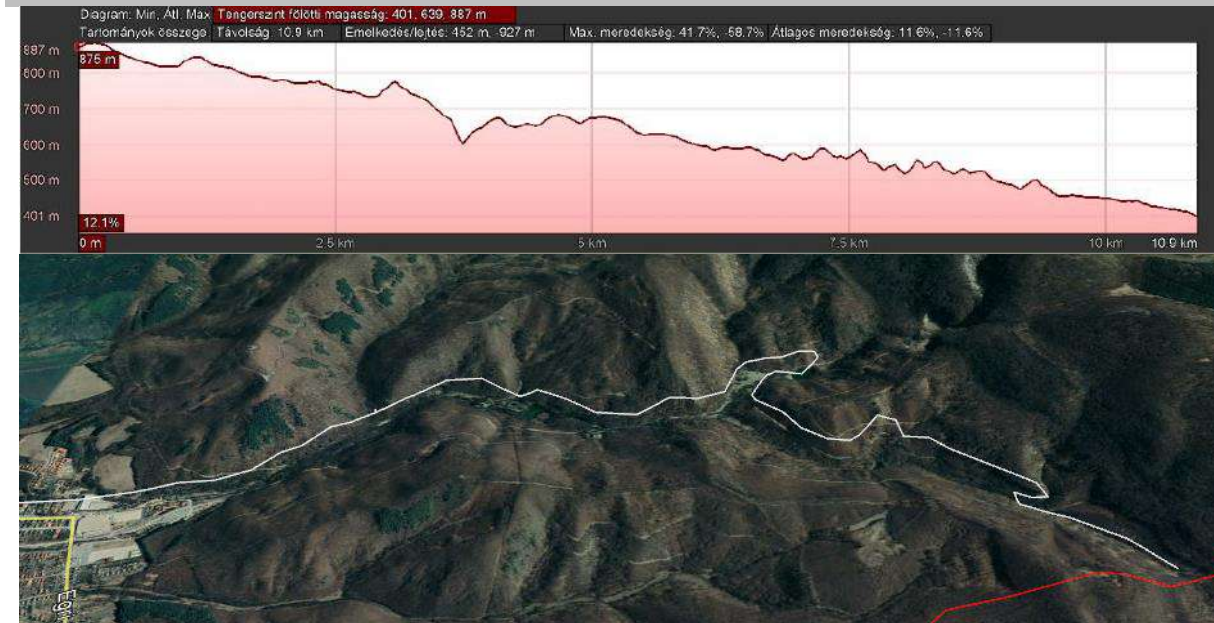 Diagram: Min, Átl, Max Tengerszint fölötti magasság: 401, 639, 887 m
Tartományok összege Távolság: 10.9 km Emelkedés/lejtés: 452 m, -927 m Max. meredekség: 41.7%, -58.7% Átlagos meredekség: 11.6%, -11.6%
887 m
875 m
800 m
700 m
600 m
500 m
401 m
12.1%
0 m 2.5 km 5 km 7.5 km 10 km 10.9 km